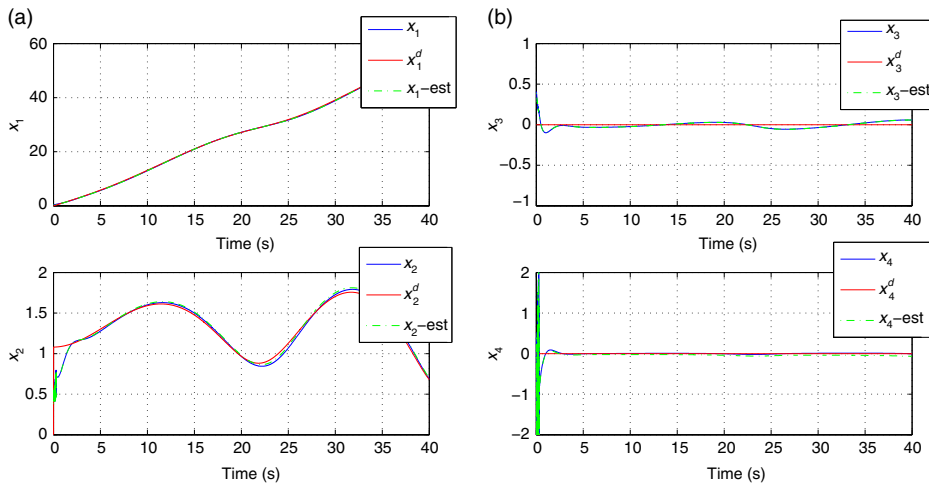 (a)
x₁
x₁ᵈ
x₁–est
60
40
20
0
x₁
0 5 10 15 20 25 30 35 40
Time (s)
x₂
x₂ᵈ
x₂–est
2
1.5
1
0.5
0
x₂
0 5 10 15 20 25 30 35 40
Time (s)
(b)
x₃
x₃ᵈ
x₃–est
1
0.5
0
−0.5
−1
x₃
0 5 10 15 20 25 30 35 40
Time (s)
x₄
x₄ᵈ
x₄–est
2
1
0
−1
−2
x₄
0 5 10 15 20 25 30 35 40
Time (s)